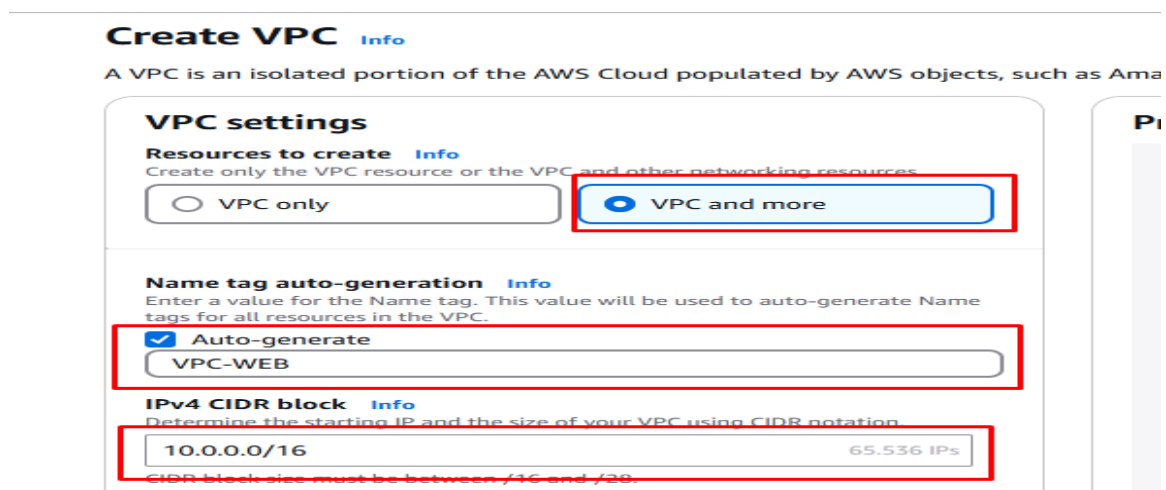 Create VPC Info
A VPC is an isolated portion of the AWS Cloud populated by AWS objects, such as Ama
VPC settings
Pr
Resources to create Info
Create only the VPC resource or the VPC and other networking resources.
VPC only
VPC and more
Name tag auto-generation Info
Enter a value for the Name tag. This value will be used to auto-generate Name
tags for all resources in the VPC.
Auto-generate
VPC-WEB
IPv4 CIDR block Info
Determine the starting IP and the size of your VPC using CIDR notation.
10.0.0.0/16
65.536 IPs
CIDR block size must be between /16 and /28.